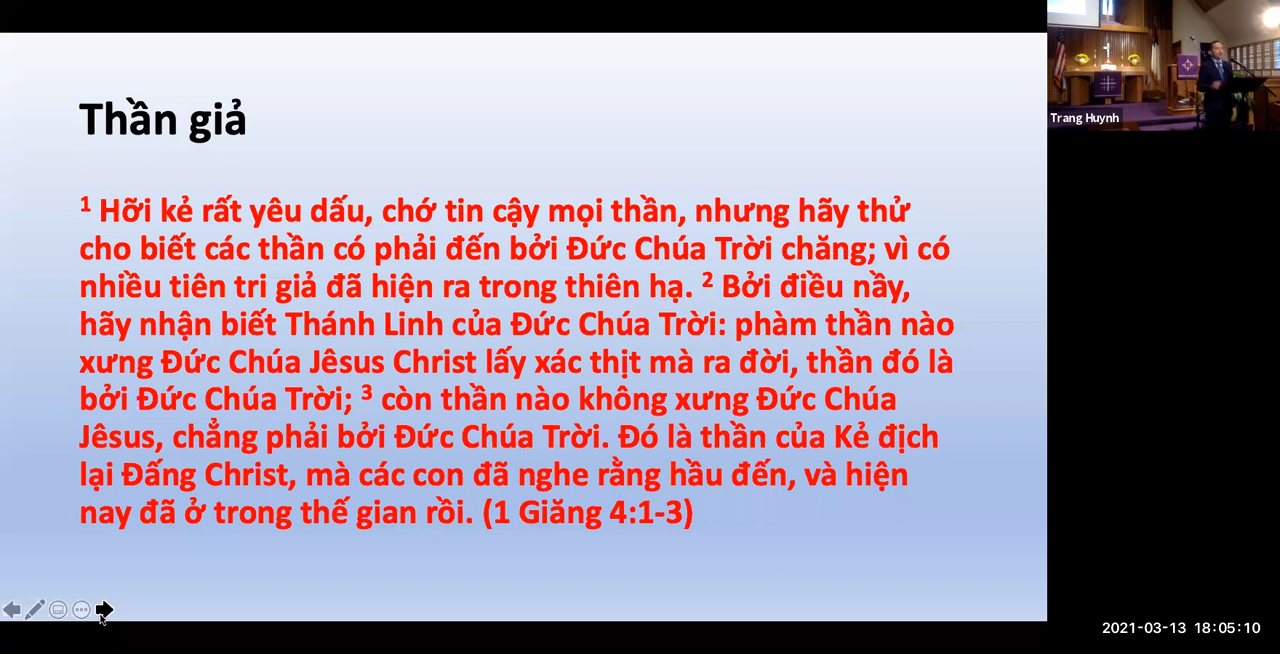 Thần giả
1 Hỡi kẻ rất yêu dấu, chớ tin cậy mọi thần, nhưng hãy thử
cho biết các thần có phải đến bởi Đức Chúa Trời chăng; vì có
nhiều tiên tri giả đã hiện ra trong thiên hạ. 2 Bởi điều nầy,
hãy nhận biết Thánh Linh của Đức Chúa Trời: phàm thần nào
xưng Đức Chúa Jêsus Christ lấy xác thịt mà ra đời, thần đó là
bởi Đức Chúa Trời; 3 còn thần nào không xưng Đức Chúa
Jêsus, chẳng phải bởi Đức Chúa Trời. Đó là thần của Kẻ địch
lại Đấng Christ, mà các con đã nghe rằng hầu đến, và hiện
nay đã ở trong thế gian rồi. (1 Giăng 4:1-3)
Trang Huynh
2021-03-13 18:05:10